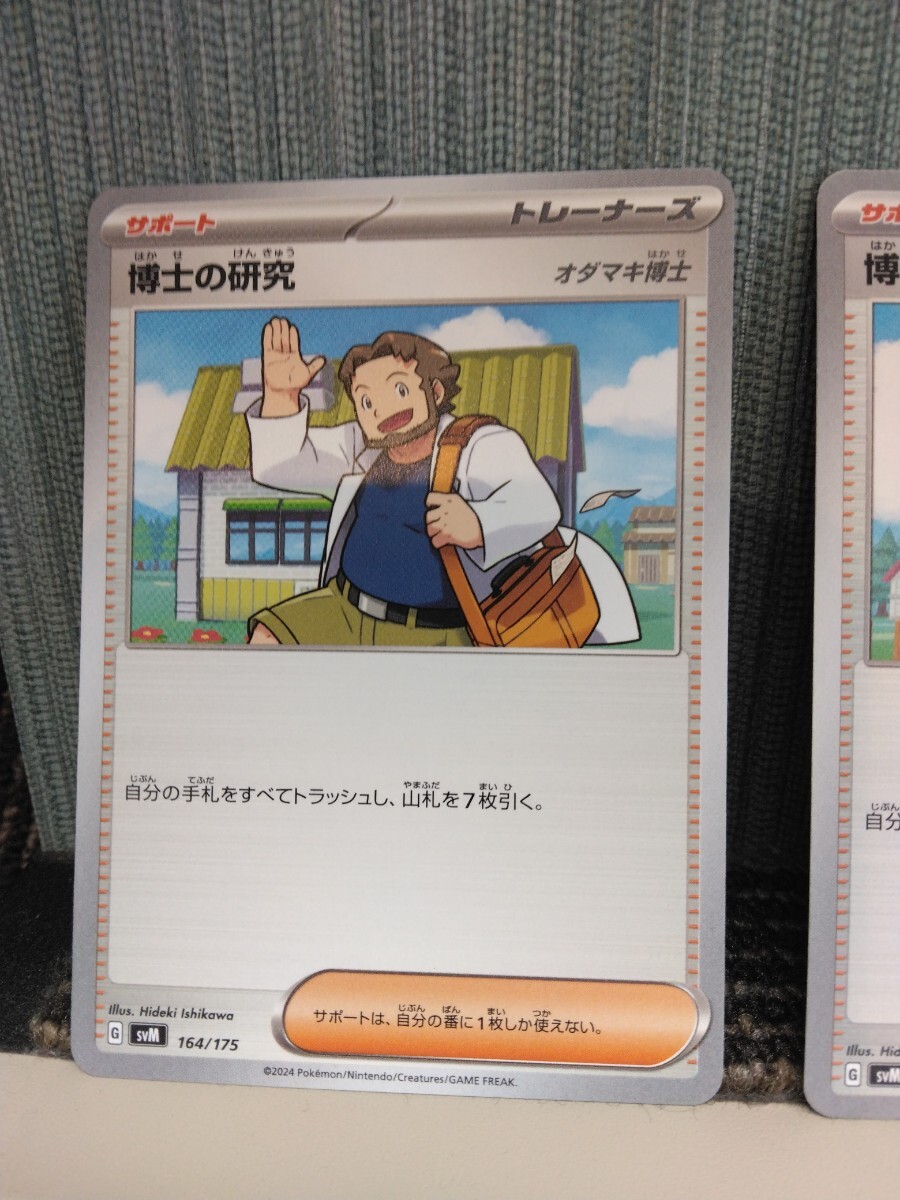 サポート
トレーナーズ
はかせ けんきゅう
博士の研究
はかせ
オダマキ博士
じぶん てふだ やまふだ まい ひ
自分の手札をすべてトラッシュし、山札を7枚引く。
Illus. Hideki Ishikawa
G svM 164/175
じぶん ばん まい つか
サポートは、自分の番に1枚しか使えない。
©2024 Pokémon/Nintendo/Creatures/GAME FREAK.
サポ
はか
博
じぶん
自分
Illus. Hid
G svM